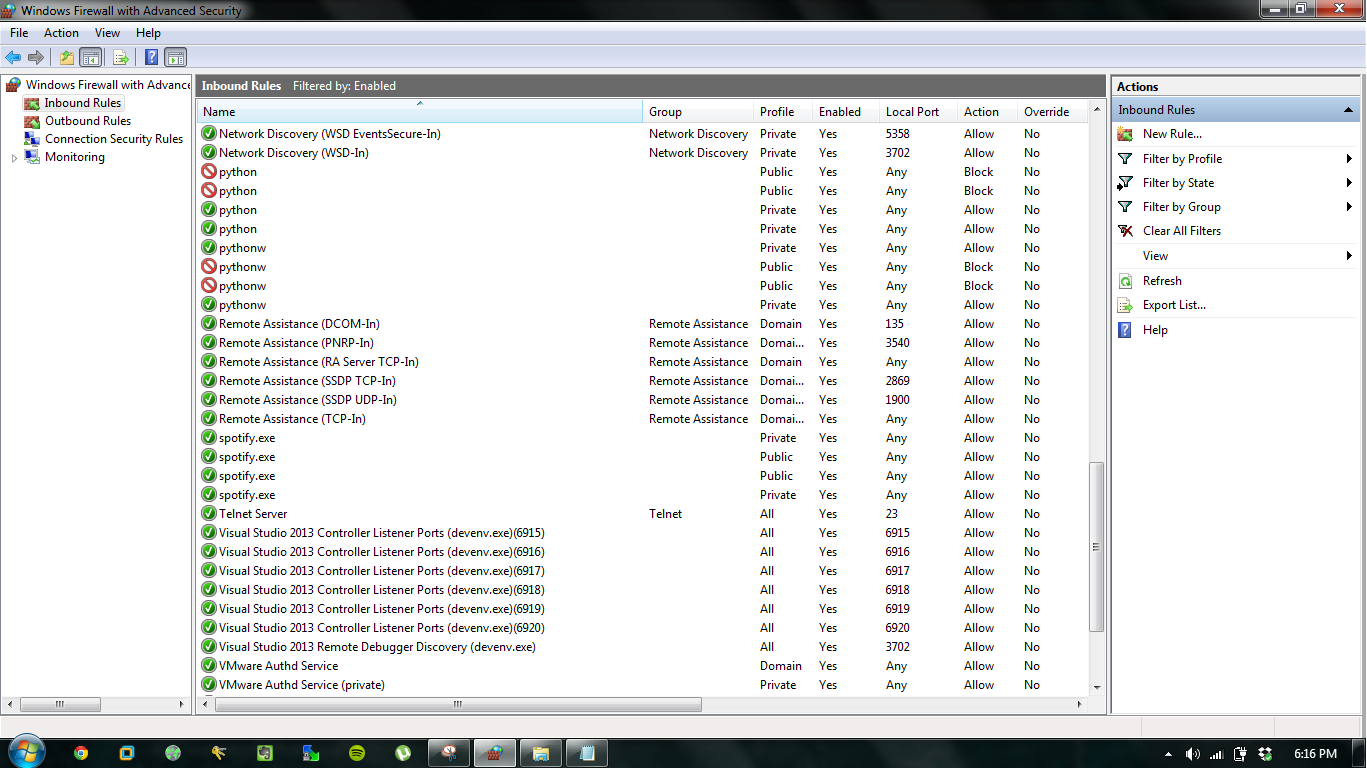 Windows Firewall with Advanced Security
File Action View Help
Windows Firewall with Advance
Inbound Rules
Outbound Rules
Connection Security Rules
Monitoring
Inbound Rules Filtered by: Enabled
Name Group Profile Enabled Local Port Action Override
Network Discovery (WSD EventsSecure-In) Network Discovery Private Yes 5358 Allow No
Network Discovery (WSD-In) Network Discovery Private Yes 3702 Allow No
python Public Yes Any Block No
python Public Yes Any Block No
python Private Yes Any Allow No
python Private Yes Any Allow No
pythonw Private Yes Any Allow No
pythonw Public Yes Any Block No
pythonw Public Yes Any Block No
pythonw Private Yes Any Allow No
Remote Assistance (DCOM-In) Remote Assistance Domain Yes 135 Allow No
Remote Assistance (PNRP-In) Remote Assistance Domai... Yes 3540 Allow No
Remote Assistance (RA Server TCP-In) Remote Assistance Domain Yes Any Allow No
Remote Assistance (SSDP TCP-In) Remote Assistance Domai... Yes 2869 Allow No
Remote Assistance (SSDP UDP-In) Remote Assistance Domai... Yes 1900 Allow No
Remote Assistance (TCP-In) Remote Assistance Domai... Yes Any Allow No
spotify.exe Private Yes Any Allow No
spotify.exe Public Yes Any Allow No
spotify.exe Public Yes Any Allow No
spotify.exe Private Yes Any Allow No
Telnet Server Telnet All Yes 23 Allow No
Visual Studio 2013 Controller Listener Ports (devenv.exe)(6915) All Yes 6915 Allow No
Visual Studio 2013 Controller Listener Ports (devenv.exe)(6916) All Yes 6916 Allow No
Visual Studio 2013 Controller Listener Ports (devenv.exe)(6917) All Yes 6917 Allow No
Visual Studio 2013 Controller Listener Ports (devenv.exe)(6918) All Yes 6918 Allow No
Visual Studio 2013 Controller Listener Ports (devenv.exe)(6919) All Yes 6919 Allow No
Visual Studio 2013 Controller Listener Ports (devenv.exe)(6920) All Yes 6920 Allow No
Visual Studio 2013 Remote Debugger Discovery (devenv.exe) All Yes 3702 Allow No
VMware Authd Service Domain Yes Any Allow No
VMware Authd Service (private) Private Yes Any Allow No
Actions
Inbound Rules
New Rule...
Filter by Profile
Filter by State
Filter by Group
Clear All Filters
View
Refresh
Export List...
Help
6:16 PM